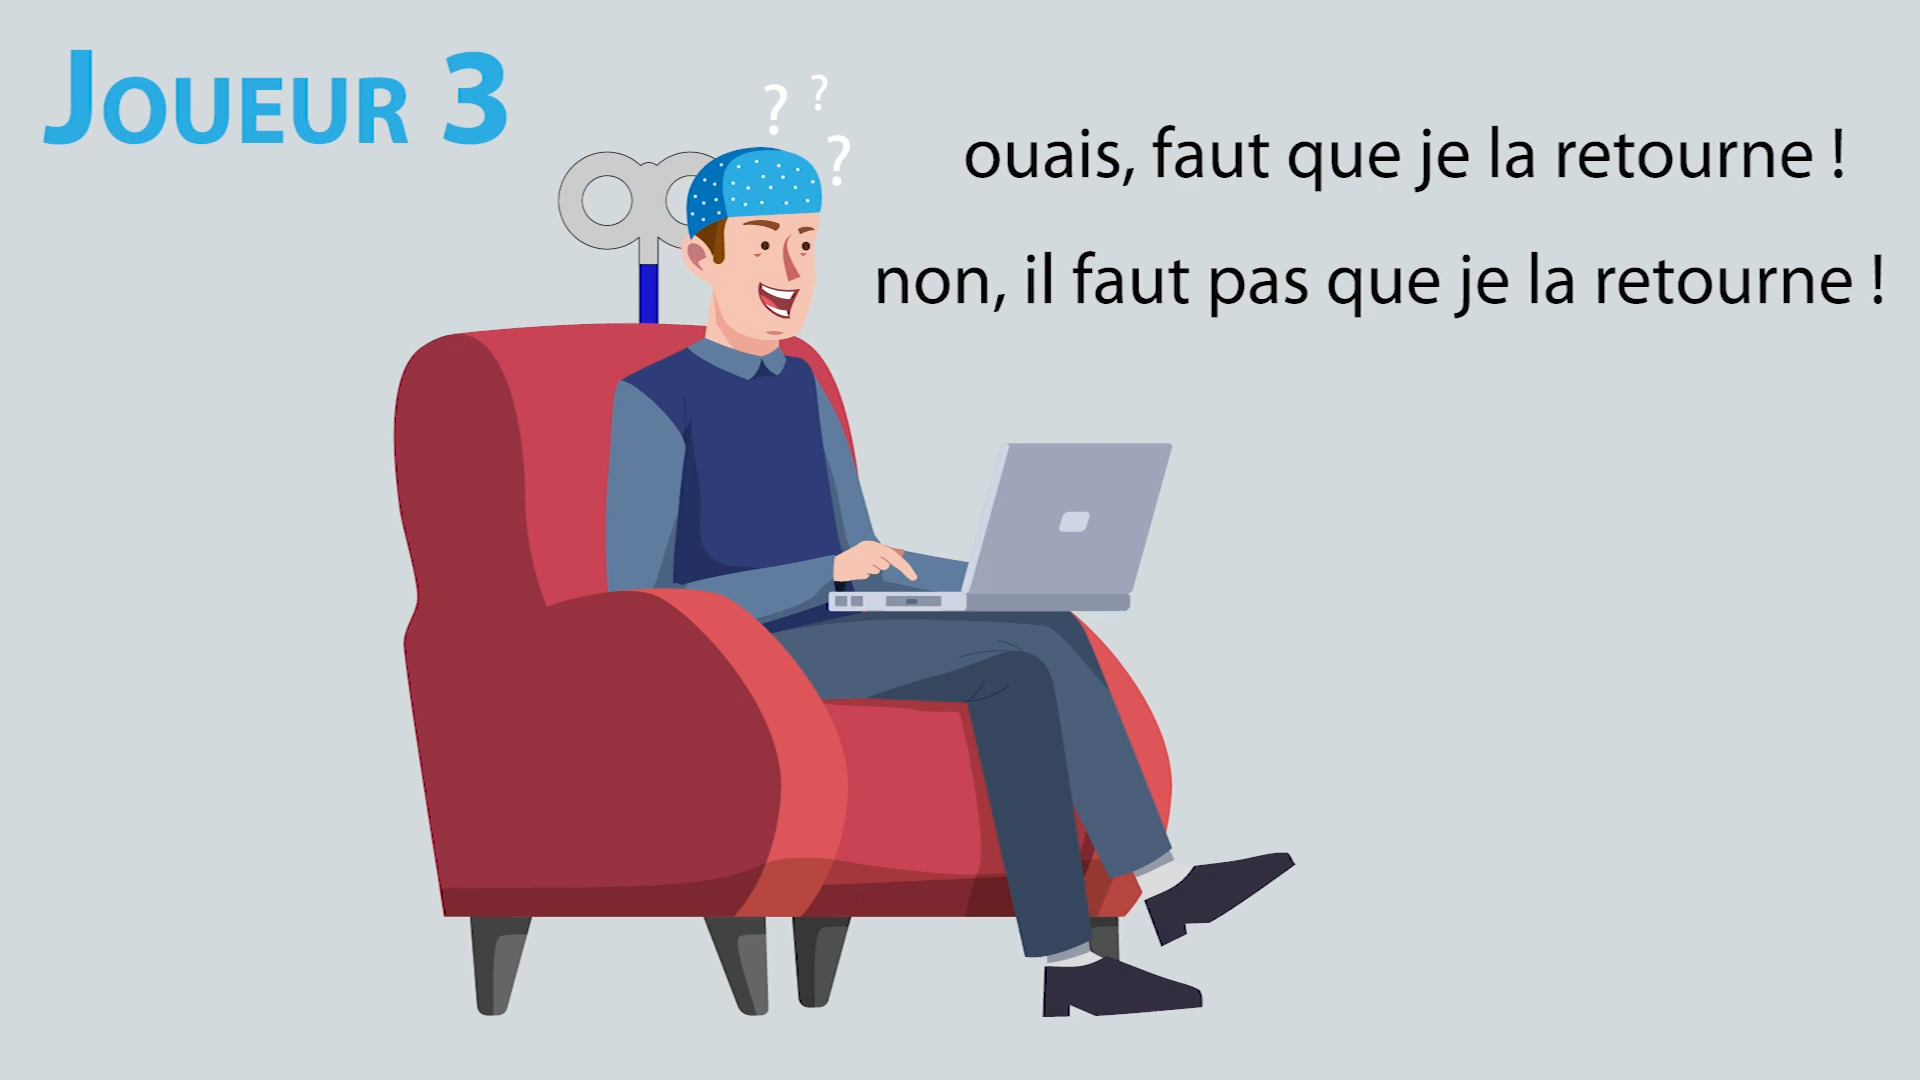 Joueur 3
? ?
?
ouais, faut que je la retourne !
non, il faut pas que je la retourne !